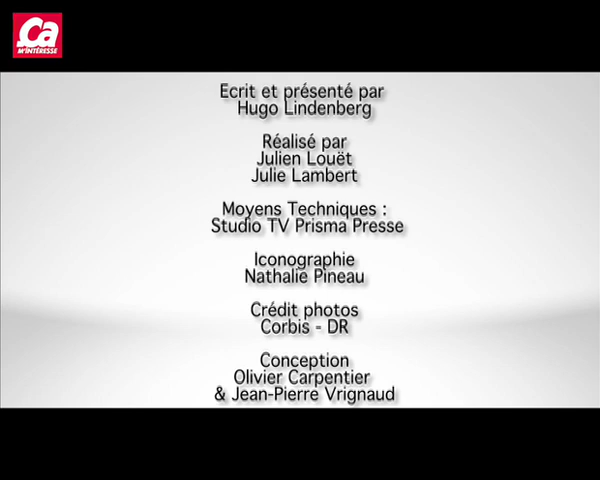 Ça
M'INTÉRESSE
Ecrit et présenté par
Hugo Lindenberg
Réalisé par
Julien Louët
Julie Lambert
Moyens Techniques :
Studio TV Prisma Presse
Iconographie
Nathalie Pineau
Crédit photos
Corbis - DR
Conception
Olivier Carpentier
& Jean-Pierre Vrignaud